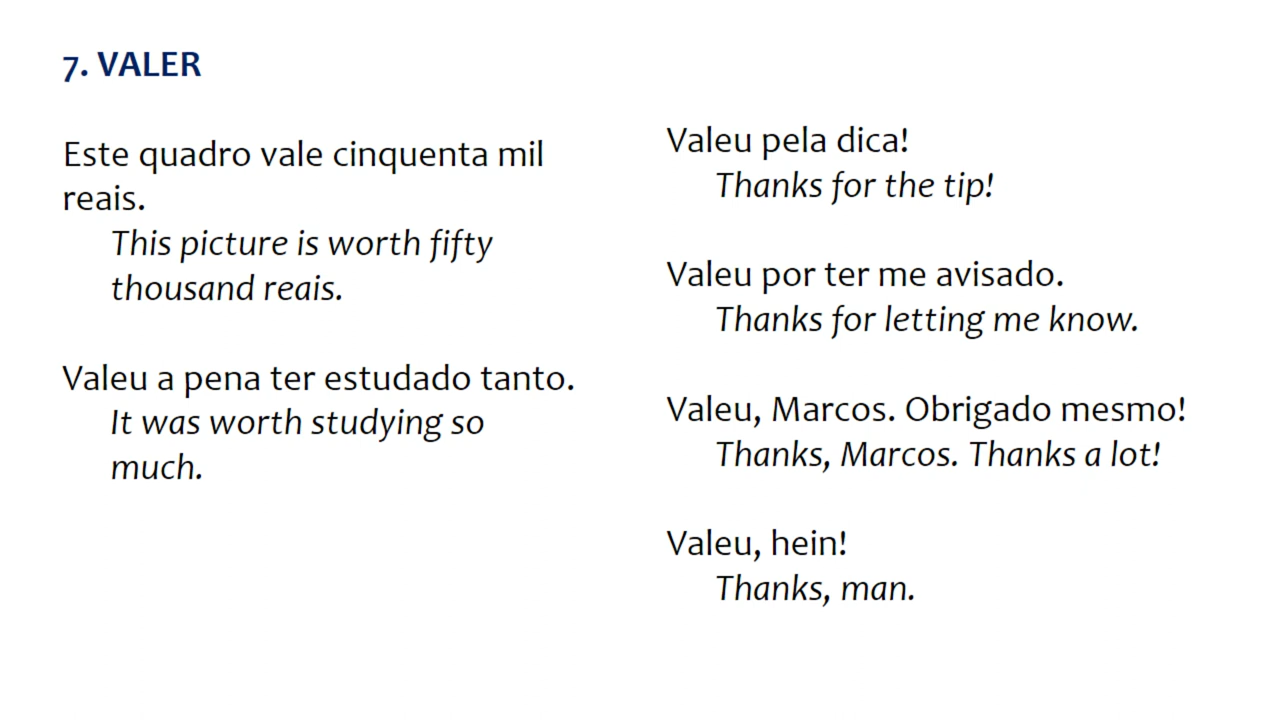 7. VALER
Este quadro vale cinquenta mil
reais.
This picture is worth fifty
thousand reais.
Valeu a pena ter estudado tanto.
It was worth studying so
much.
Valeu pela dica!
Thanks for the tip!
Valeu por ter me avisado.
Thanks for letting me know.
Valeu, Marcos. Obrigado mesmo!
Thanks, Marcos. Thanks a lot!
Valeu, hein!
Thanks, man.